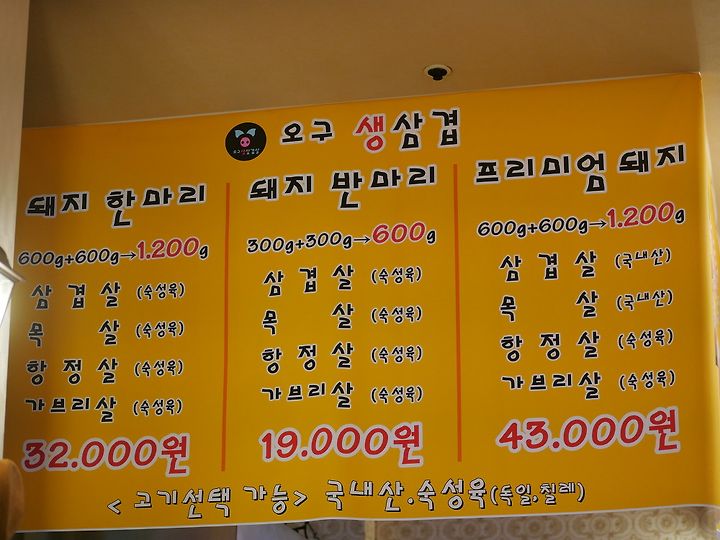 오구 생삼겹
돼지 한마리
600g+600g→1.200g
삼겹살 (숙성육)
목살 (숙성육)
항정살 (숙성육)
가브리살 (숙성육)
32.000원
돼지 반마리
300g+300g→600g
삼겹살 (숙성육)
목살 (숙성육)
항정살 (숙성육)
가브리살 (숙성육)
19.000원
프리미엄 돼지
600g+600g→1.200g
삼겹살 (국내산)
목살 (국내산)
항정살 (숙성육)
가브리살 (숙성육)
43.000원
<고기선택 가능> 국내산.숙성육(독일,칠레)